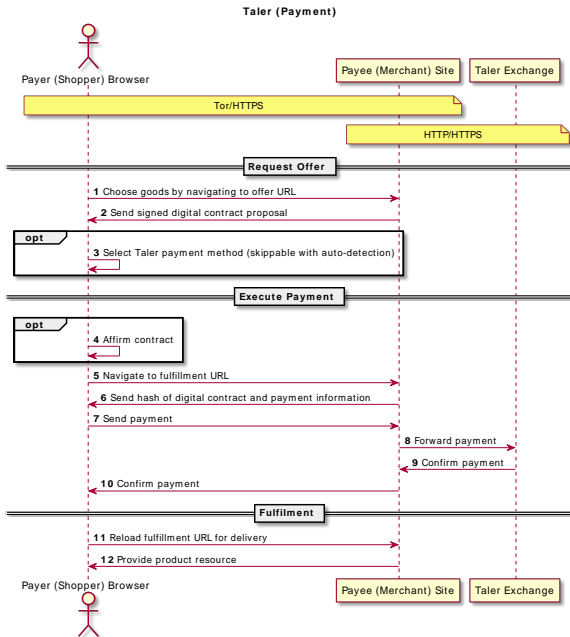 Taler (Payment)
Payer (Shopper) Browser
Payee (Merchant) Site
Taler Exchange
Tor/HTTPS
HTTP/HTTPS
Request Offer
1 Choose goods by navigating to offer URL
2 Send signed digital contract proposal
opt
3 Select Taler payment method (skippable with auto-detection)
Execute Payment
opt
4 Affirm contract
5 Navigate to fulfillment URL
6 Send hash of digital contract and payment information
7 Send payment
8 Forward payment
9 Confirm payment
10 Confirm payment
Fulfilment
11 Reload fulfillment URL for delivery
12 Provide product resource
Payer (Shopper) Browser
Payee (Merchant) Site
Taler Exchange